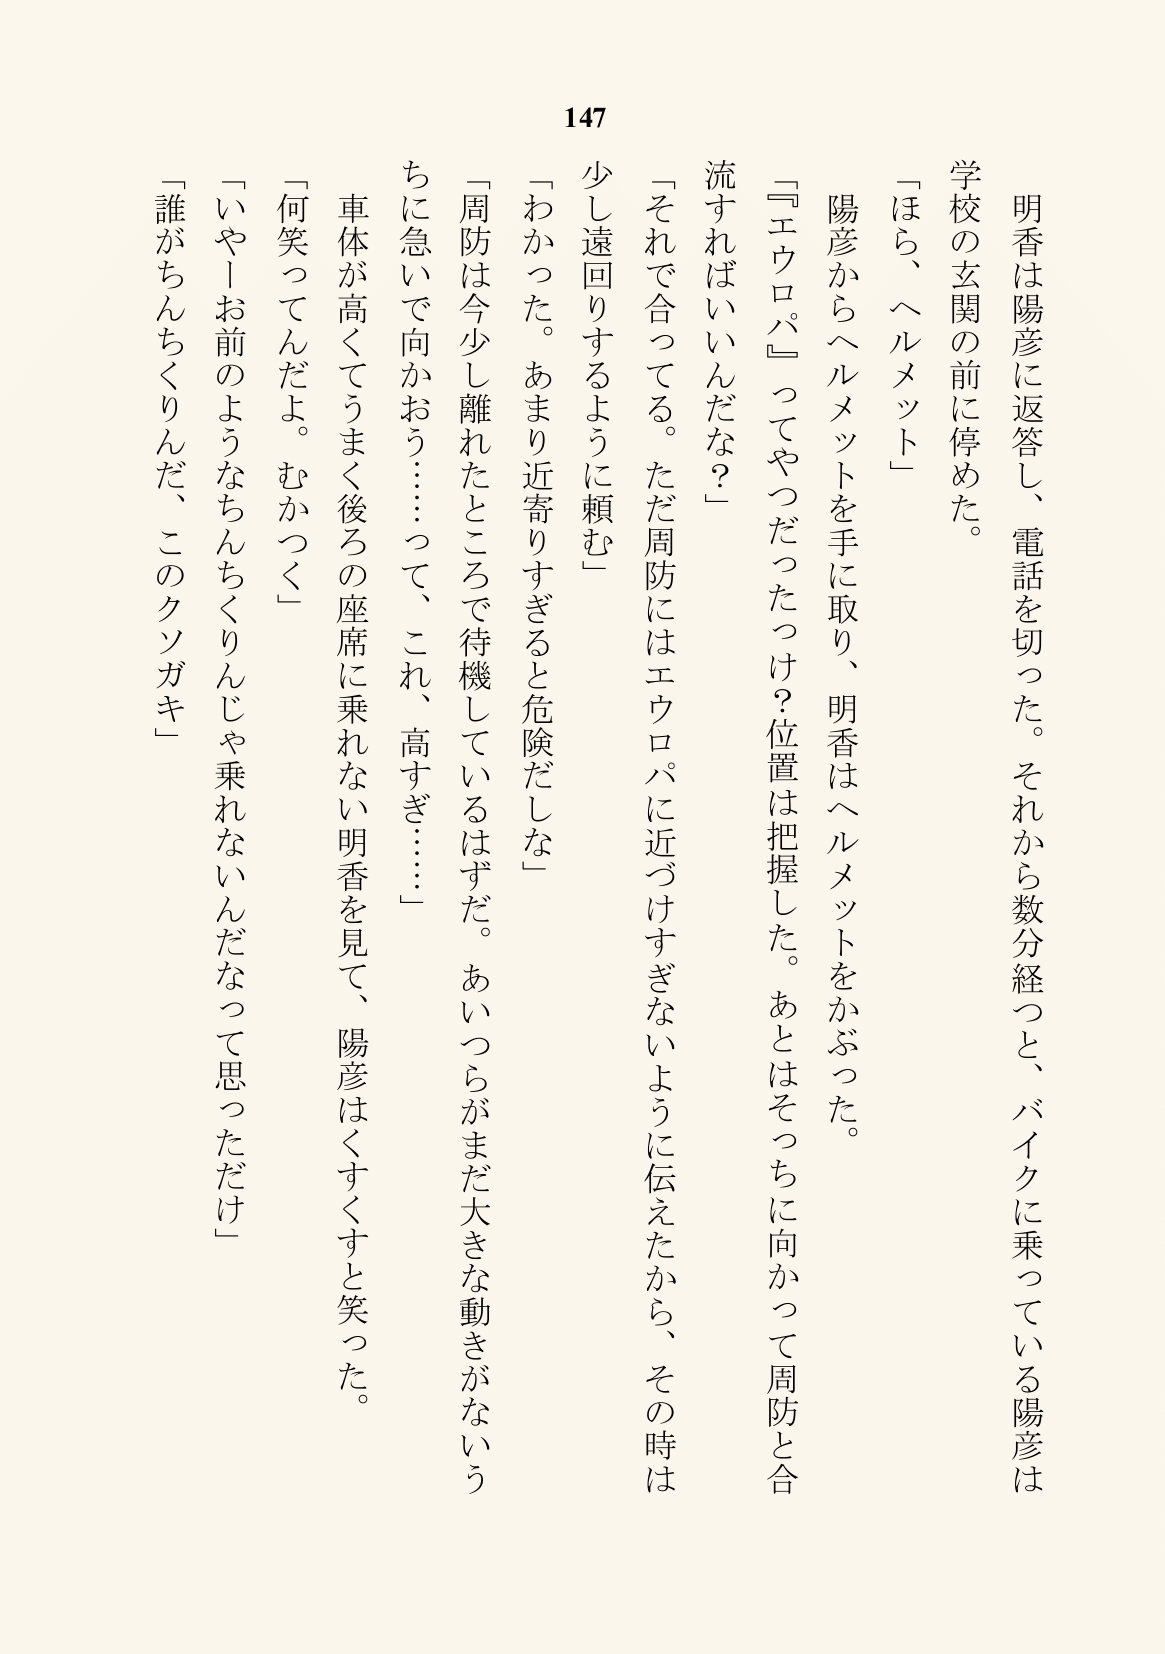 147
　明香は陽彦に返答し、電話を切った。それから数分経つと、バイクに乗っている陽彦は
学校の玄関の前に停めた。
「ほら、ヘルメット」
　陽彦からヘルメットを手に取り、明香はヘルメットをかぶった。
「『エウロパ』ってやつだったっけ？位置は把握した。あとはそっちに向かって周防と合
流すればいいんだな？」
「それで合ってる。ただ周防にはエウロパに近づけすぎないように伝えたから、その時は
少し遠回りするように頼む」
「わかった。あまり近寄りすぎると危険だしな」
「周防は今少し離れたところで待機しているはずだ。あいつらがまだ大きな動きがないう
ちに急いで向かおう……って、これ、高すぎ……」
　車体が高くてうまく後ろの座席に乗れない明香を見て、陽彦はくすくすと笑った。
「何笑ってんだよ。むかつく」
「いやーお前のようなちんちくりんじゃ乗れないんだなって思っただけ」
「誰がちんちくりんだ、このクソガキ」